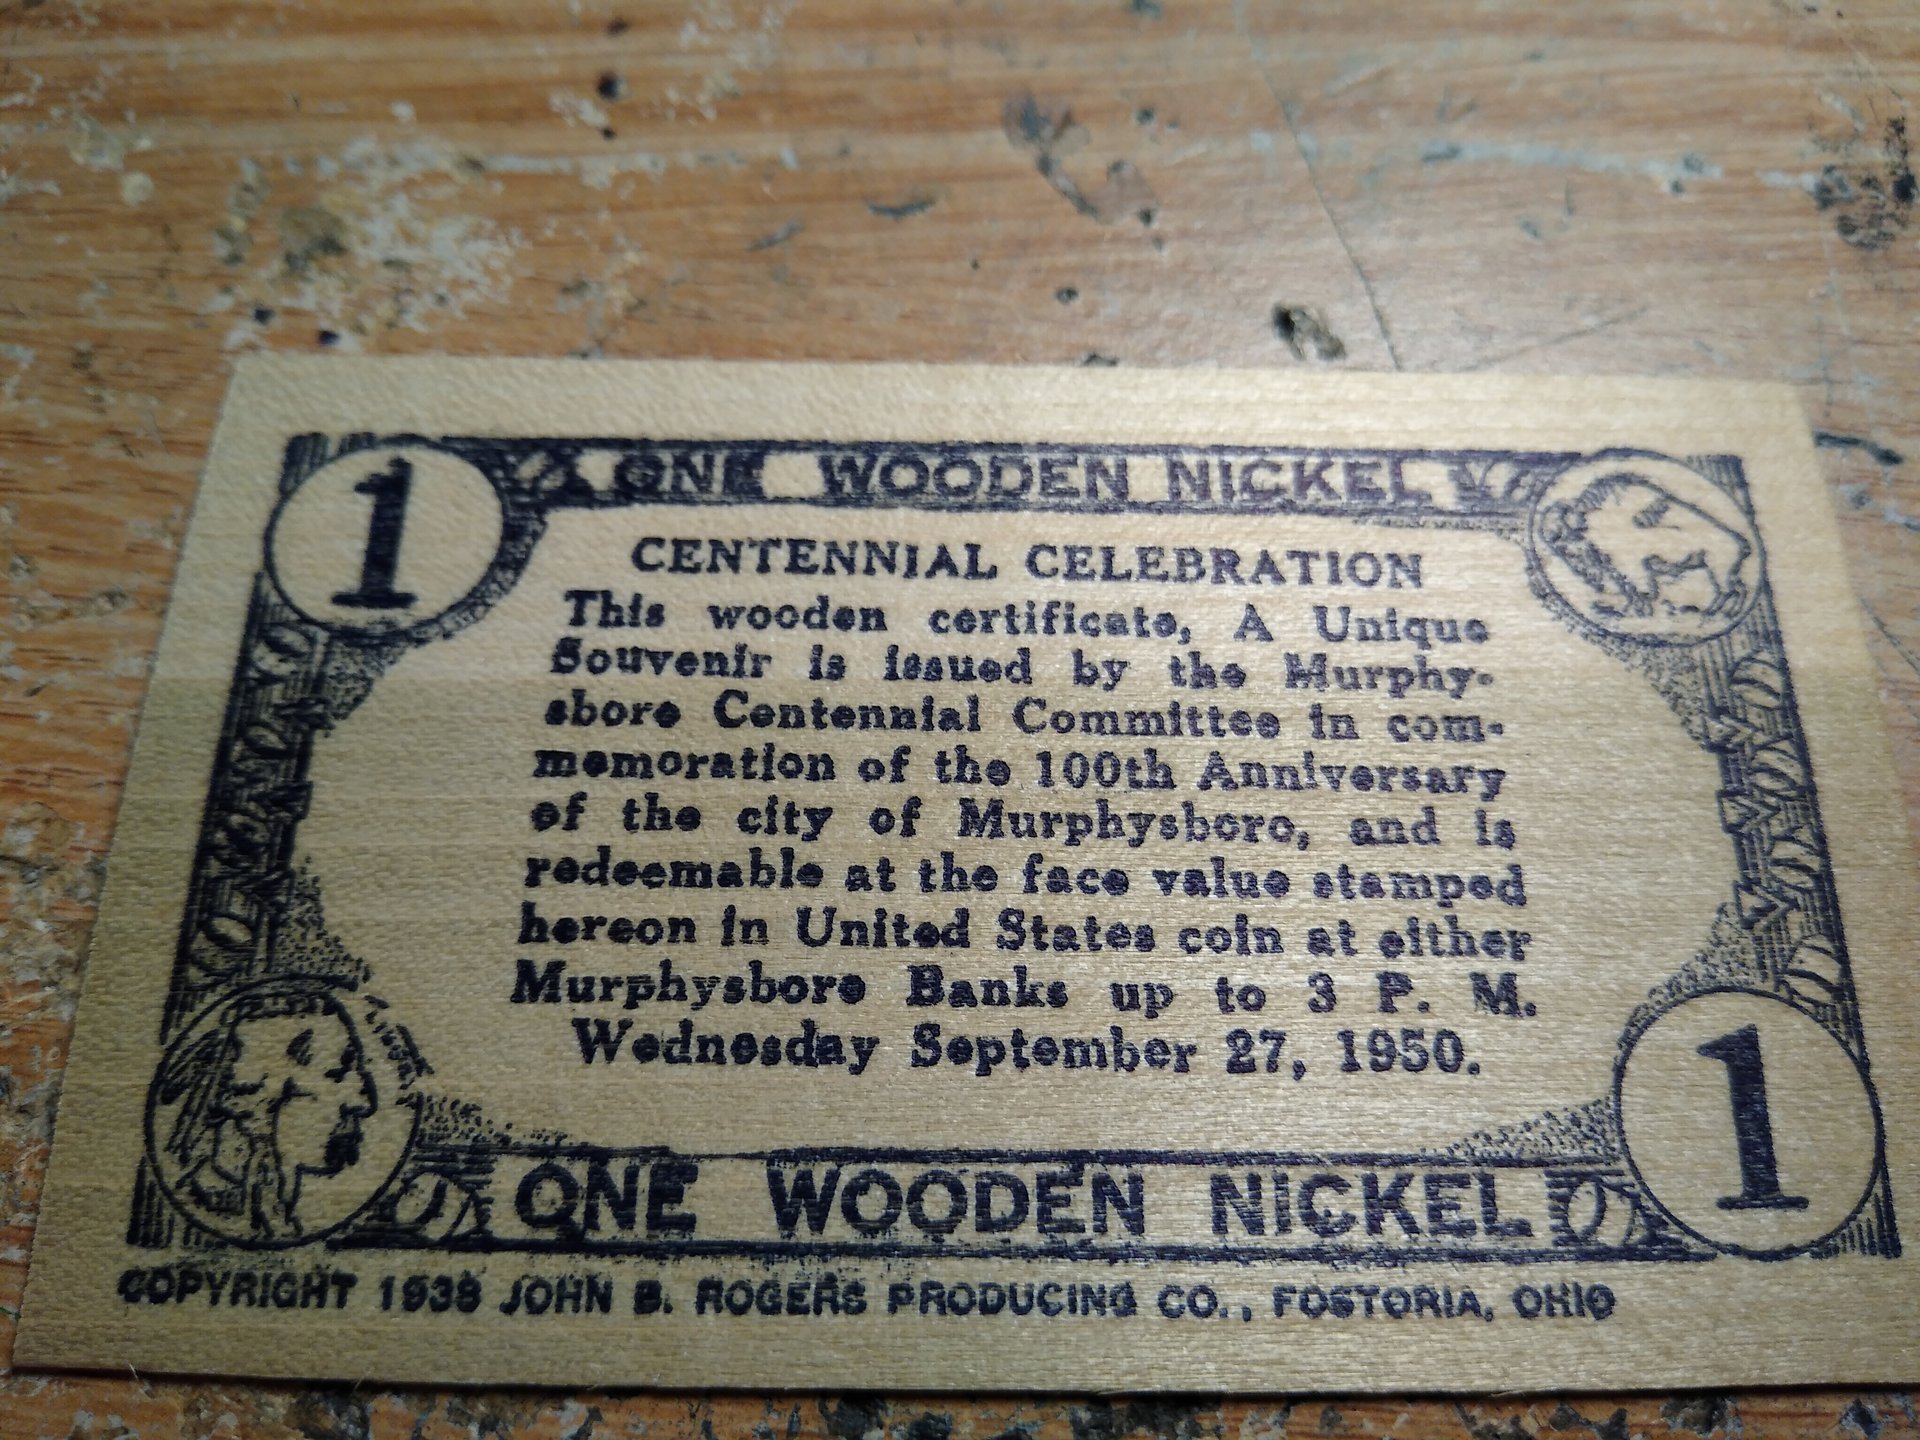 1 ONE WOODEN NICKEL
CENTENNIAL CELEBRATION
This wooden certificate, A Unique
Souvenir is issued by the Murphy-
sboro Centennial Committee in com-
memoration of the 100th Anniversary
of the city of Murphysboro, and is
redeemable at the face value stamped
hereon in United States coin at either
Murphysboro Banks up to 3 P. M.
Wednesday September 27, 1950.
ONE WOODEN NICKEL 1
COPYRIGHT 1938 JOHN B. ROGERS PRODUCING CO., FOSTORIA, OHIO